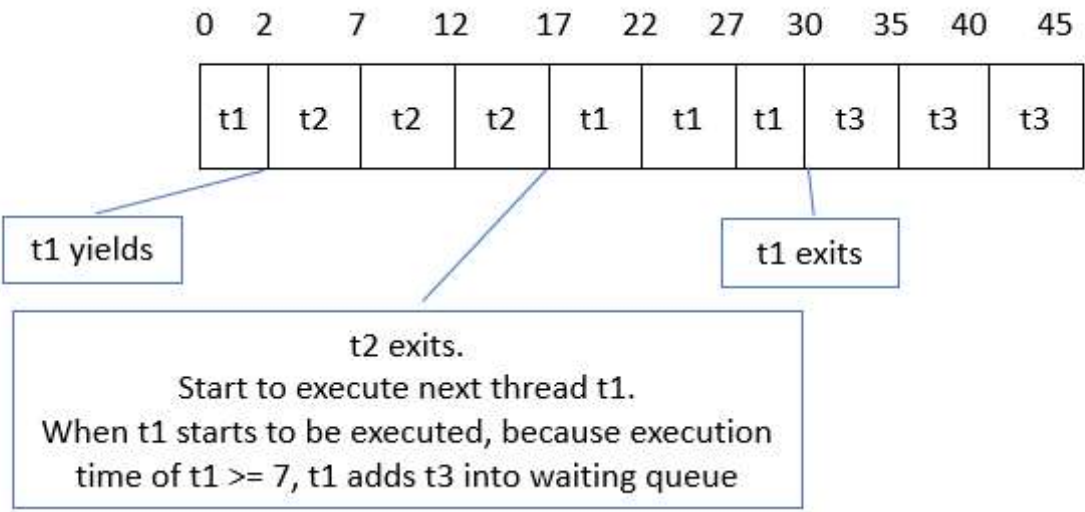 0 2 7 12 17 22 27 30 35 40 45
t1 t2 t2 t2 t1 t1 t1 t3 t3 t3
t1 yields
t1 exits
t2 exits.
Start to execute next thread t1.
When t1 starts to be executed, because execution
time of t1 >= 7, t1 adds t3 into waiting queue